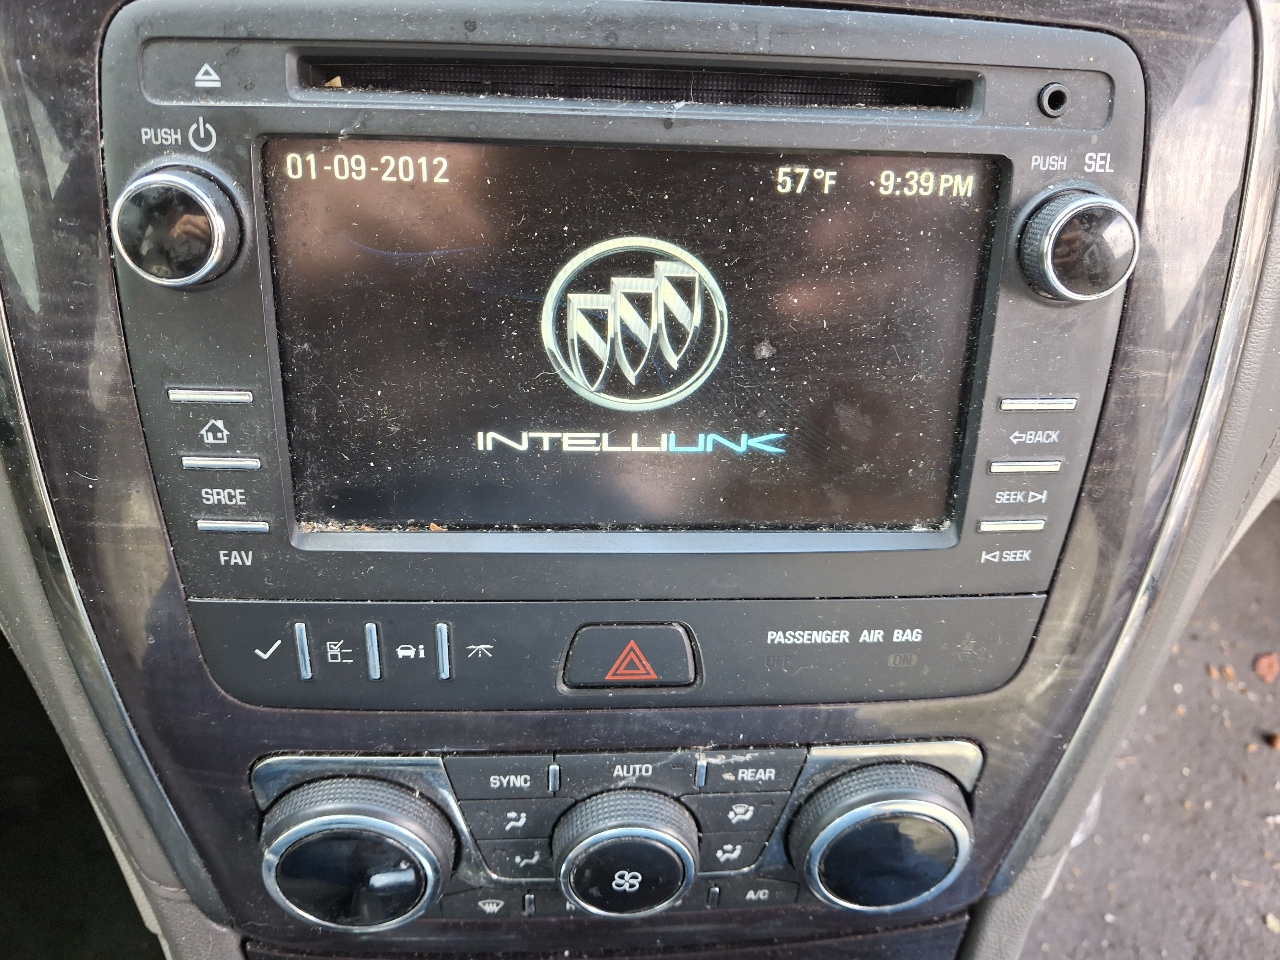 PUSH
PUSH SEL
01-09-2012 57°F 9:39 PM
INTELLILINK
SRCE
FAV
BACK
SEEK
SEEK
PASSENGER AIR BAG
OFF ON
SYNC AUTO REAR
A/C